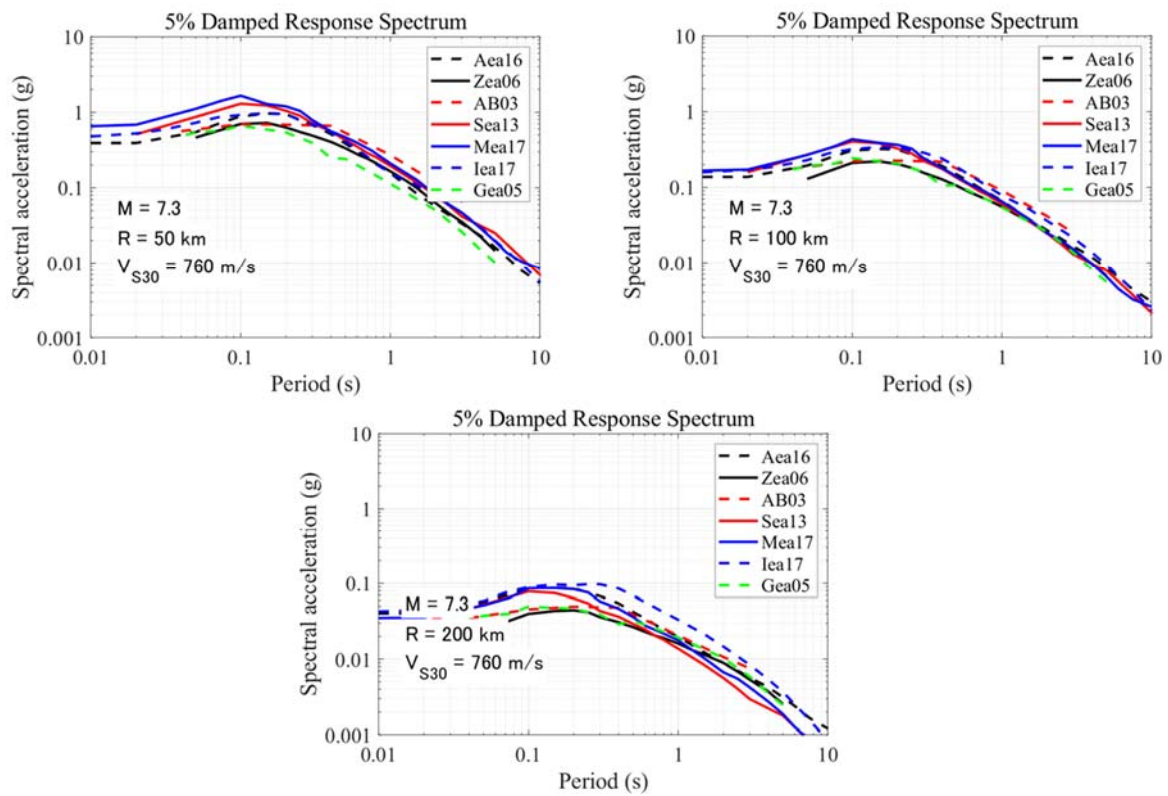 5% Damped Response Spectrum
10
1
0.1
0.01
0.001
Spectral acceleration (g)
Aea16
Zea06
AB03
Sea13
Mea17
Iea17
Gea05
M = 7.3
R = 50 km
VS30 = 760 m/s
0.01
0.1
1
10
Period (s)
5% Damped Response Spectrum
10
1
0.1
0.01
0.001
Spectral acceleration (g)
Aea16
Zea06
AB03
Sea13
Mea17
Iea17
Gea05
M = 7.3
R = 100 km
VS30 = 760 m/s
0.01
0.1
1
10
Period (s)
5% Damped Response Spectrum
10
1
0.1
0.01
0.001
Spectral acceleration (g)
Aea16
Zea06
AB03
Sea13
Mea17
Iea17
Gea05
M = 7.3
R = 200 km
VS30 = 760 m/s
0.01
0.1
1
10
Period (s)